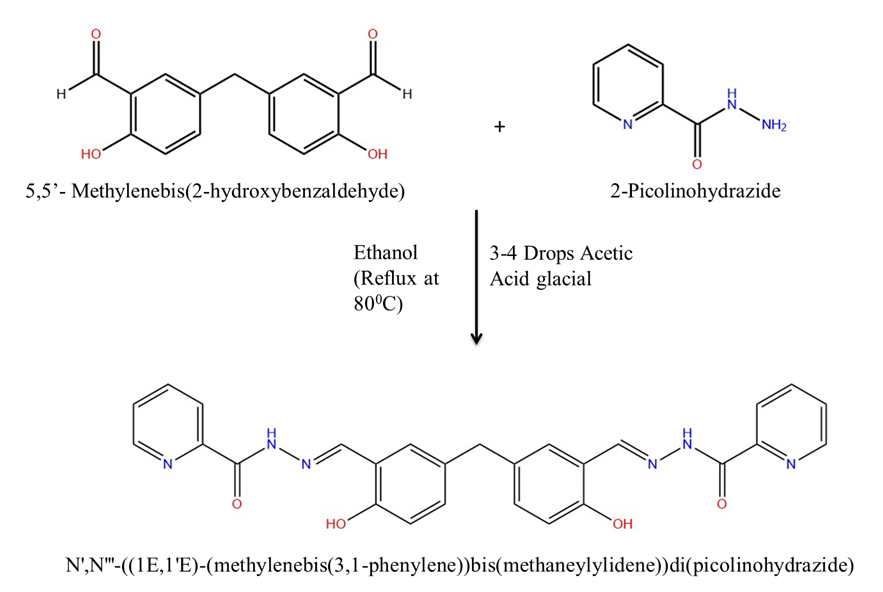 O
O
H
H
HO
OH
N
H
N
NH₂
O
+
5,5’- Methylenebis(2-hydroxybenzaldehyde)
2-Picolinohydrazide
Ethanol
(Reflux at
80⁰C)
3-4 Drops Acetic
Acid glacial
N
O
H
N
N
HO
OH
N
H
N
O
N
N',N'''-((1E,1'E)-(methylenebis(3,1-phenylene))bis(methaneylylidene))di(picolinohydrazide)